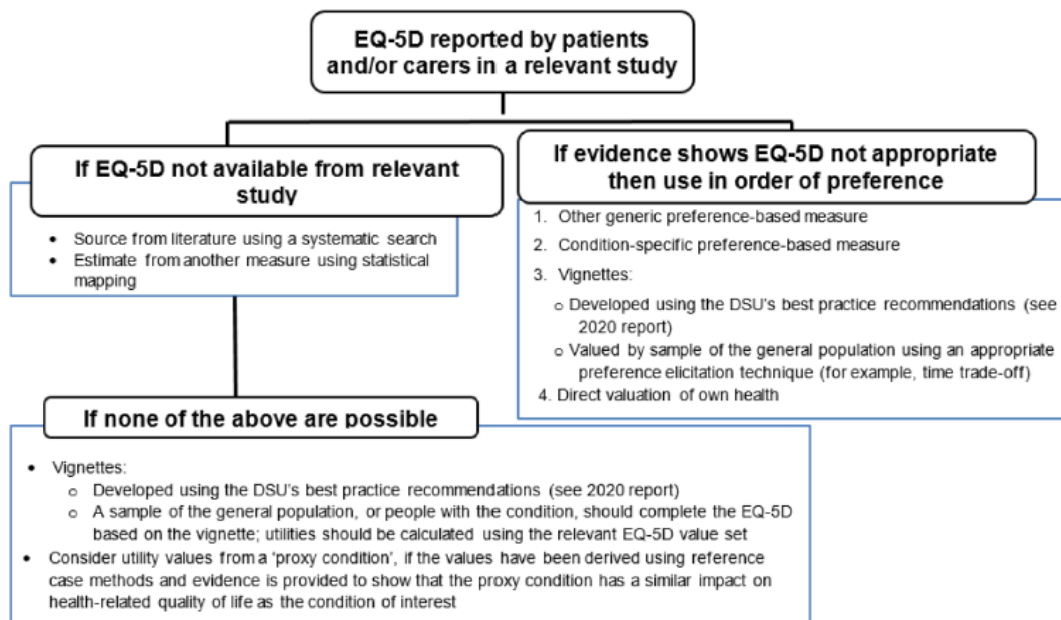 EQ-5D reported by patients
and/or carers in a relevant study
If EQ-5D not available from relevant
study
• Source from literature using a systematic search
• Estimate from another measure using statistical
mapping
If evidence shows EQ-5D not appropriate
then use in order of preference
1. Other generic preference-based measure
2. Condition-specific preference-based measure
3. Vignettes:
o Developed using the DSU's best practice recommendations (see
2020 report)
o Valued by sample of the general population using an appropriate
preference elicitation technique (for example, time trade-off)
4. Direct valuation of own health
If none of the above are possible
• Vignettes:
o Developed using the DSU's best practice recommendations (see 2020 report)
o A sample of the general population, or people with the condition, should complete the EQ-5D
based on the vignette; utilities should be calculated using the relevant EQ-5D value set
• Consider utility values from a 'proxy condition', if the values have been derived using reference
case methods and evidence is provided to show that the proxy condition has a similar impact on
health-related quality of life as the condition of interest